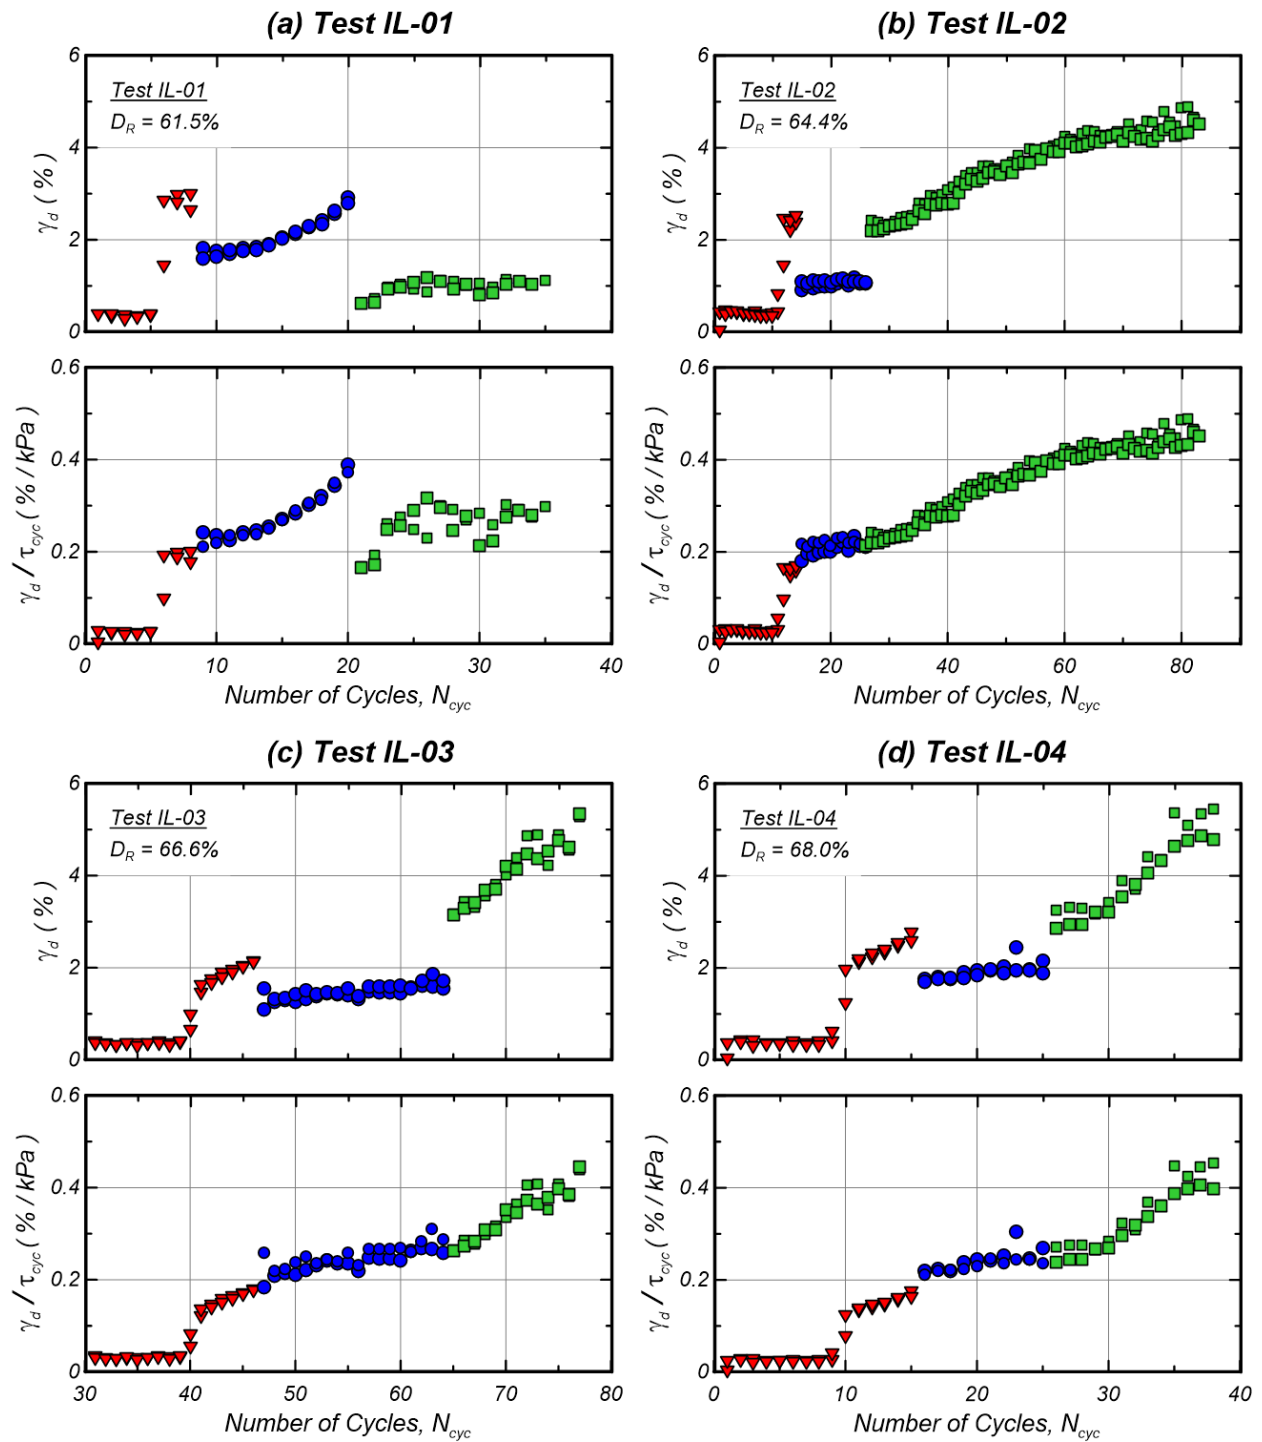 (a) Test IL-01
(b) Test IL-02
6
4
2
0
γd ( % )
Test IL-01
DR = 61.5%
6
4
2
0
γd ( % )
Test IL-02
DR = 64.4%
0.6
0.4
0.2
0
γd / τcyc ( % / kPa )
0 10 20 30 40
Number of Cycles, Ncyc
0.6
0.4
0.2
0
γd / τcyc ( % / kPa )
0 20 40 60 80
Number of Cycles, Ncyc
(c) Test IL-03
(d) Test IL-04
6
4
2
0
γd ( % )
Test IL-03
DR = 66.6%
6
4
2
0
γd ( % )
Test IL-04
DR = 68.0%
0.6
0.4
0.2
0
γd / τcyc ( % / kPa )
30 40 50 60 70 80
Number of Cycles, Ncyc
0.6
0.4
0.2
0
γd / τcyc ( % / kPa )
0 10 20 30 40
Number of Cycles, Ncyc